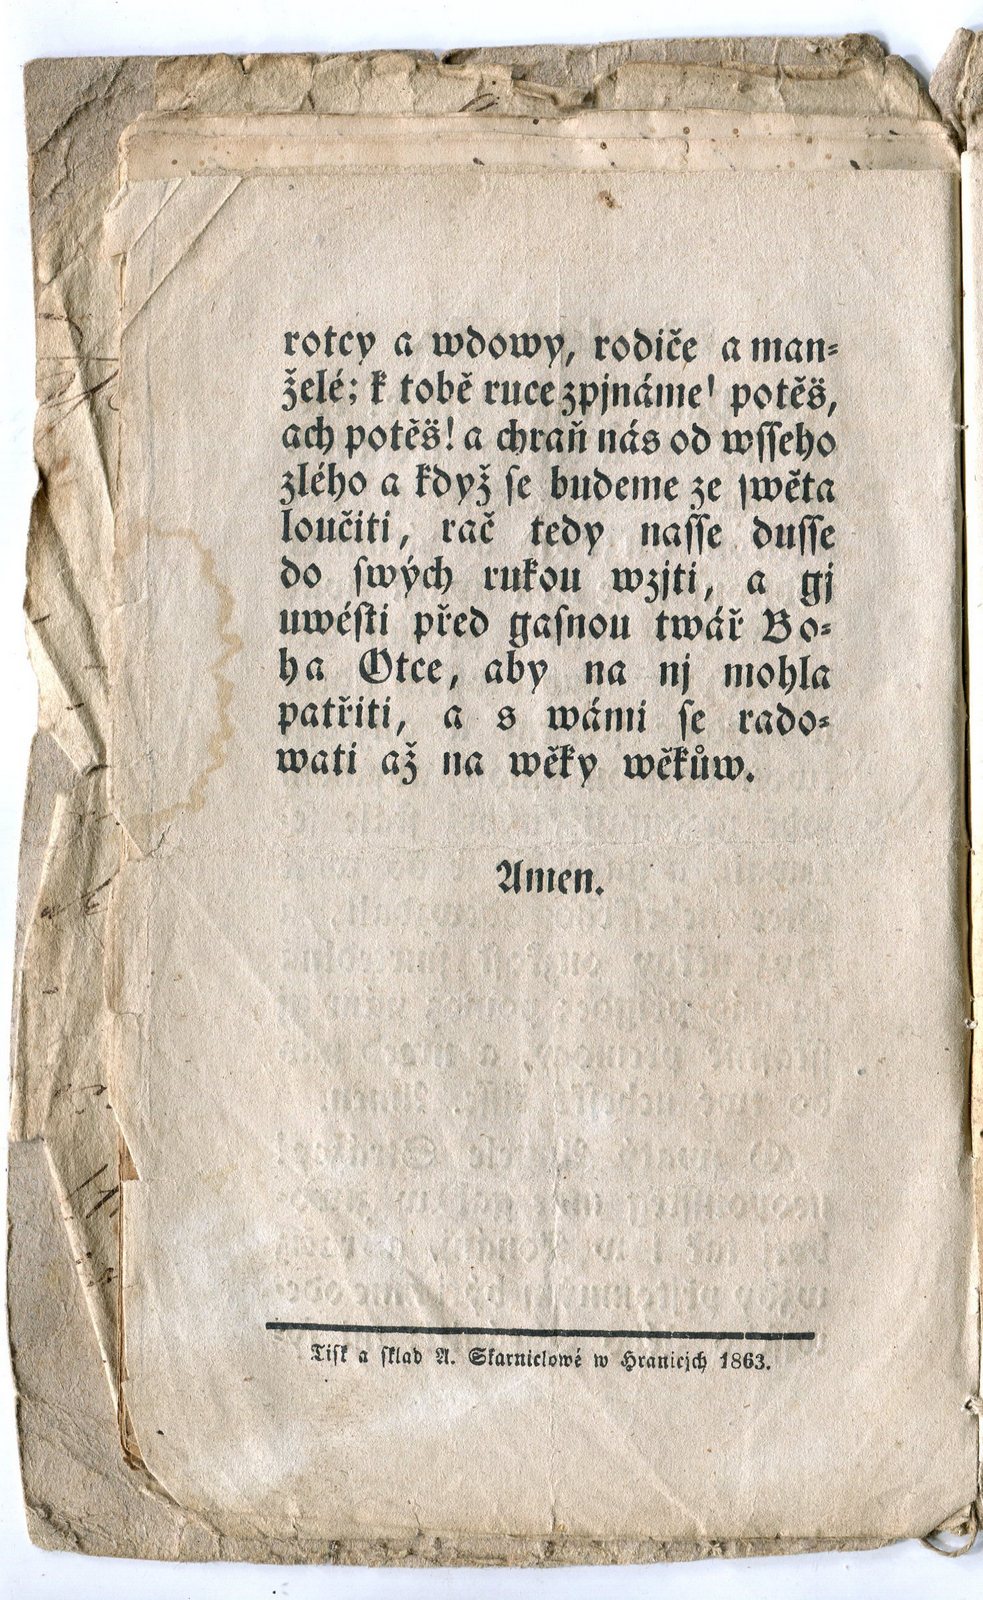 rotcy a wdowy, rodiče a man-
želé; k tobě ruce zpjnáme! potěš,
ach potěš! a chraň nás od wsseho
zlého a když se budeme ze swěta
loučiti, rač tedy nasse dusse
do swých rukou wzjti, a gj
uwésti před gasnou twář Bo-
ha Otce, aby na nj mohla
patřiti, a s wámi se rado-
wati až na wěky wěkůw.
Amen.
Tisk a sklad A. Skarnielowé w Hranicjch 1863.